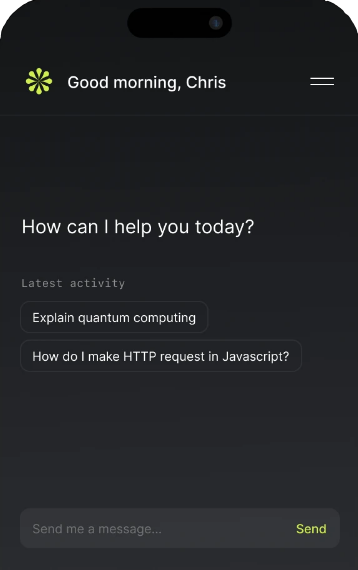 Good morning, Chris
How can I help you today?
Latest activity
Explain quantum computing
How do I make HTTP request in Javascript?
Send me a message...
Send